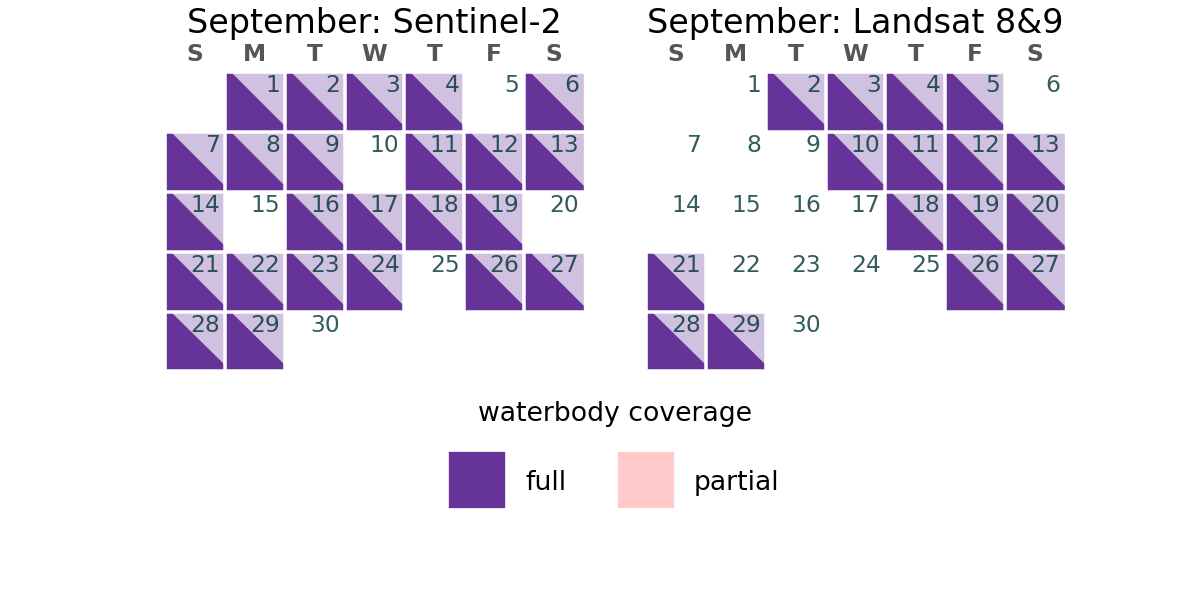 September: Sentinel-2
S M T W T F S
1 2 3 4 5 6
7 8 9 10 11 12 13
14 15 16 17 18 19 20
21 22 23 24 25 26 27
28 29 30
September: Landsat 8&9
S M T W T F S
1 2 3 4 5 6
7 8 9 10 11 12 13
14 15 16 17 18 19 20
21 22 23 24 25 26 27
28 29 30
waterbody coverage
full partial